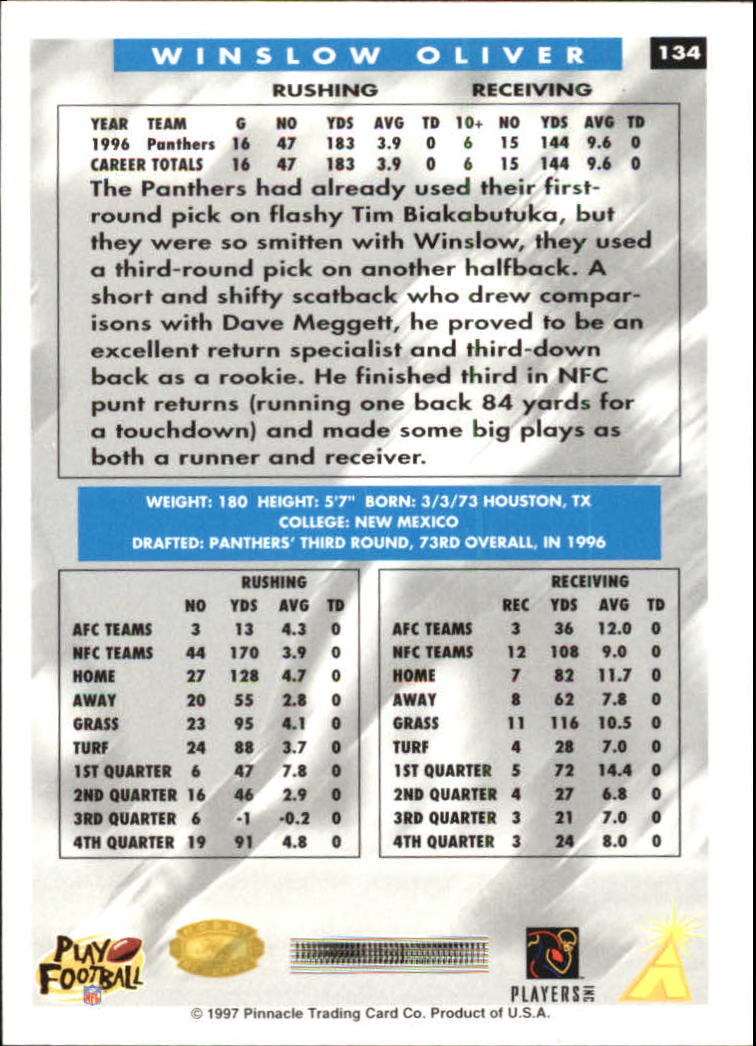 WINSLOW OLIVER 134
RUSHING RECEIVING
YEAR TEAM G NO YDS AVG TD 10+ NO YDS AVG TD
1996 Panthers 16 47 183 3.9 0 6 15 144 9.6 0
CAREER TOTALS 16 47 183 3.9 0 6 15 144 9.6 0
The Panthers had already used their first-
round pick on flashy Tim Biakabutuka, but
they were so smitten with Winslow, they used
a third-round pick on another halfback. A
short and shifty scatback who drew compar-
isons with Dave Meggett, he proved to be an
excellent return specialist and third-down
back as a rookie. He finished third in NFC
punt returns (running one back 84 yards for
a touchdown) and made some big plays as
both a runner and receiver.
WEIGHT: 180 HEIGHT: 5'7" BORN: 3/3/73 HOUSTON, TX
COLLEGE: NEW MEXICO
DRAFTED: PANTHERS' THIRD ROUND, 73RD OVERALL, IN 1996
RUSHING
NO YDS AVG TD
AFC TEAMS 3 13 4.3 0
NFC TEAMS 44 170 3.9 0
HOME 27 128 4.7 0
AWAY 20 55 2.8 0
GRASS 23 95 4.1 0
TURF 24 88 3.7 0
1ST QUARTER 6 47 7.8 0
2ND QUARTER 16 46 2.9 0
3RD QUARTER 6 -1 -0.2 0
4TH QUARTER 19 91 4.8 0
RECEIVING
REC YDS AVG TD
AFC TEAMS 3 36 12.0 0
NFC TEAMS 12 108 9.0 0
HOME 7 82 11.7 0
AWAY 8 62 7.8 0
GRASS 11 116 10.5 0
TURF 4 28 7.0 0
1ST QUARTER 5 72 14.4 0
2ND QUARTER 4 27 6.8 0
3RD QUARTER 3 21 7.0 0
4TH QUARTER 3 24 8.0 0
PLAY
FOOTBALL
NFL
PLAYERS INC
© 1997 Pinnacle Trading Card Co. Product of U.S.A.